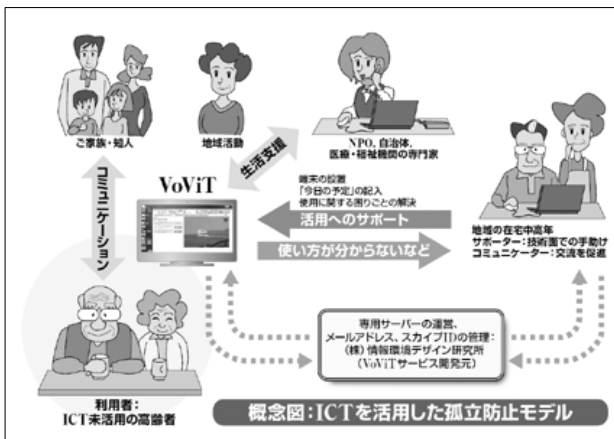 ご家族・知人
地域活動
NPO、自治体、
医療・福祉機関の専門家
生活支援
コミュニケーション
VoViT
端末の設置
「今日の予定」の記入
使用に関する困りごとの解決
活用へのサポート
使い方が分からないなど
地域の在宅中高年
サポーター:技術面での手助け
コミュニケーター:交流を促進
専用サーバーの運営、
メールアドレス、スカイプIDの管理:
(株)情報環境デザイン研究所
(VoViTサービス開発元)
利用者:
ICT未活用の高齢者
概念図:ICTを活用した孤立防止モデル